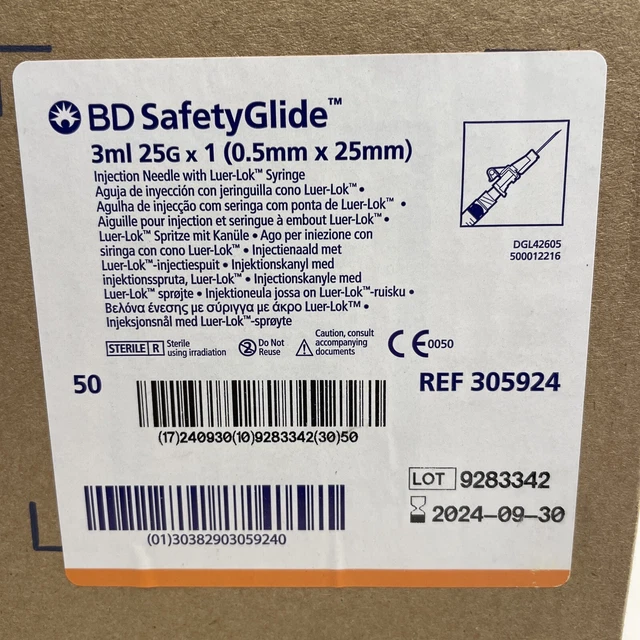 BD SafetyGlide™
3ml 25G x 1 (0.5mm x 25mm)
Injection Needle with Luer-Lok™ Syringe
Aguja de inyección con jeringuilla cono Luer-Lok™ •
Agulha de injecção com seringa com ponta de Luer-Lok™ •
Aiguille pour injection et seringue à embout Luer-Lok™ •
Luer-Lok™ Spritze mit Kanüle • Ago per iniezione con
siringa con cono Luer-Lok™ • Injectienaald met
Luer-Lok™-injectiespuit • Injektionskanyl med
injektionsspruta, Luer-Lok™ • Injektionskanyle med
Luer-Lok™ sprøjte • Injektioneula jossa on Luer-Lok™-ruisku •
Βελόνα ένεσης με σύριγγα με άκρο Luer-Lok™ •
Injeksjonsnål med Luer-Lok™-sprøyte
DGL42605
500012216
STERILE R Sterile using irradiation
2 Do Not Reuse
Caution, consult accompanying documents
CE 0050
50
REF 305924
(17)240930(10)9283342(30)50
LOT 9283342
2024-09-30
(01)30382903059240